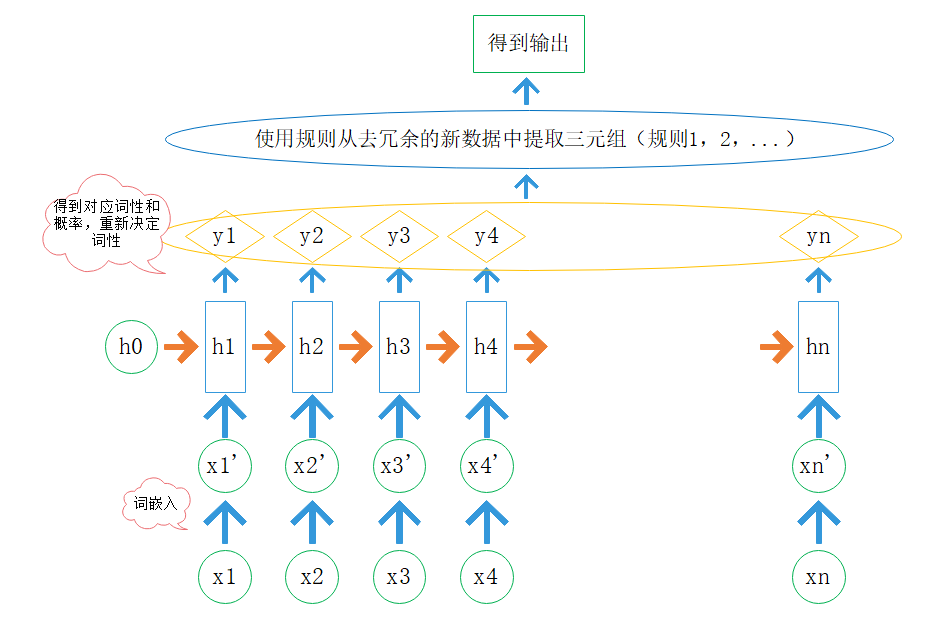 得到输出
使用规则从去冗余的新数据中提取三元组（规则1，2，...）
得到对应词性和
概率，重新决定
词性
y1 y2 y3 y4 yn
h0 h1 h2 h3 h4 hn
x1’ x2’ x3’ x4’ xn’
词嵌入
x1 x2 x3 x4 xn